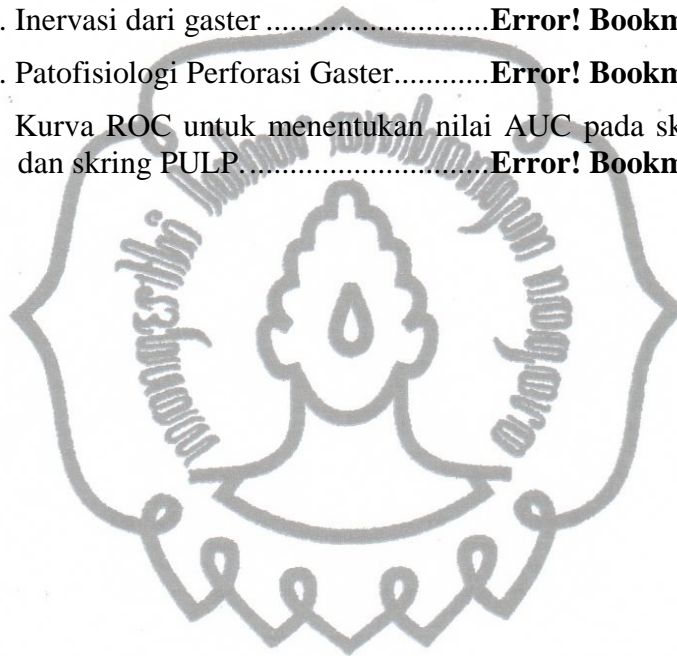 . Inervasi dari gaster ..............................Error! Bookm
. Patofisiologi Perforasi Gaster............Error! Bookm
Kurva ROC untuk menentukan nilai AUC pada sk
dan skring PULP...............................Error! Bookm